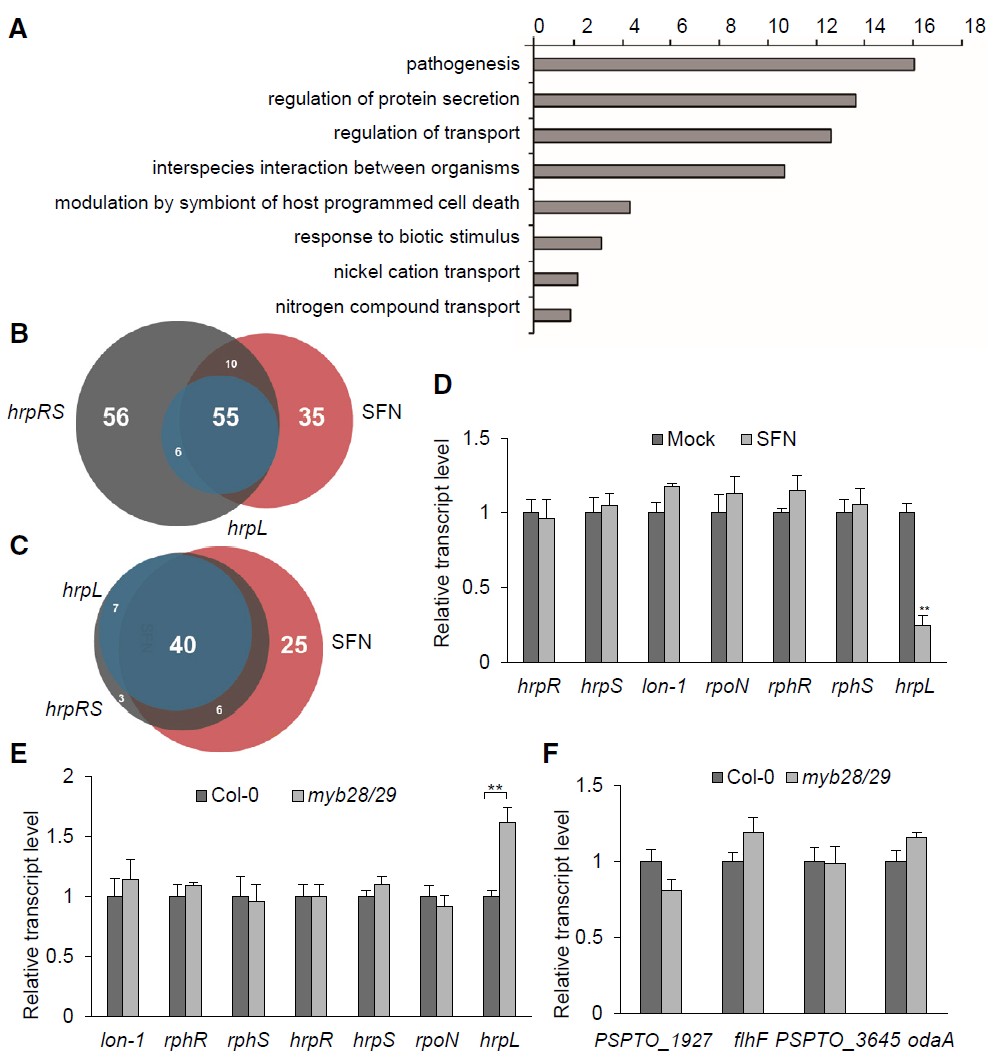 A
0 2 4 6 8 10 12 14 16 18
pathogenesis
regulation of protein secretion
regulation of transport
interspecies interaction between organisms
modulation by symbiont of host programmed cell death
response to biotic stimulus
nickel cation transport
nitrogen compound transport
B
hrpRS
56
10
55
35
SFN
6
hrpL
C
hrpL
7
40
25
SFN
hrpRS
3
6
D
Relative transcript level
Mock SFN
1.5
1
0.5
0
**
hrpR hrpS lon-1 rpoN rphR rphS hrpL
E
Relative transcript level
Col-0 myb28/29
2
1.5
1
0.5
0
**
lon-1 rphR rphS hrpR hrpS rpoN hrpL
F
Relative transcript level
Col-0 myb28/29
1.5
1
0.5
0
PSPTO_1927 flhF PSPTO_3645 odaA